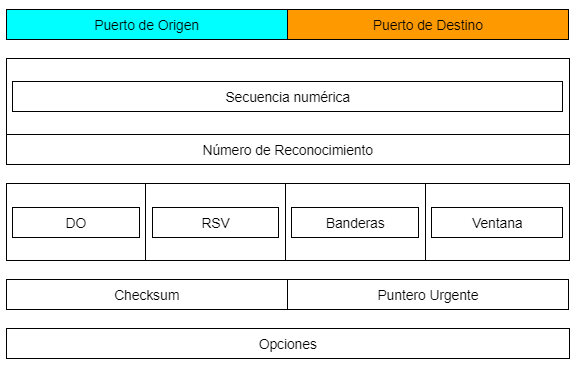 Puerto de Origen
Puerto de Destino
Secuencia numérica
Número de Reconocimiento
DO
RSV
Banderas
Ventana
Checksum
Puntero Urgente
Opciones